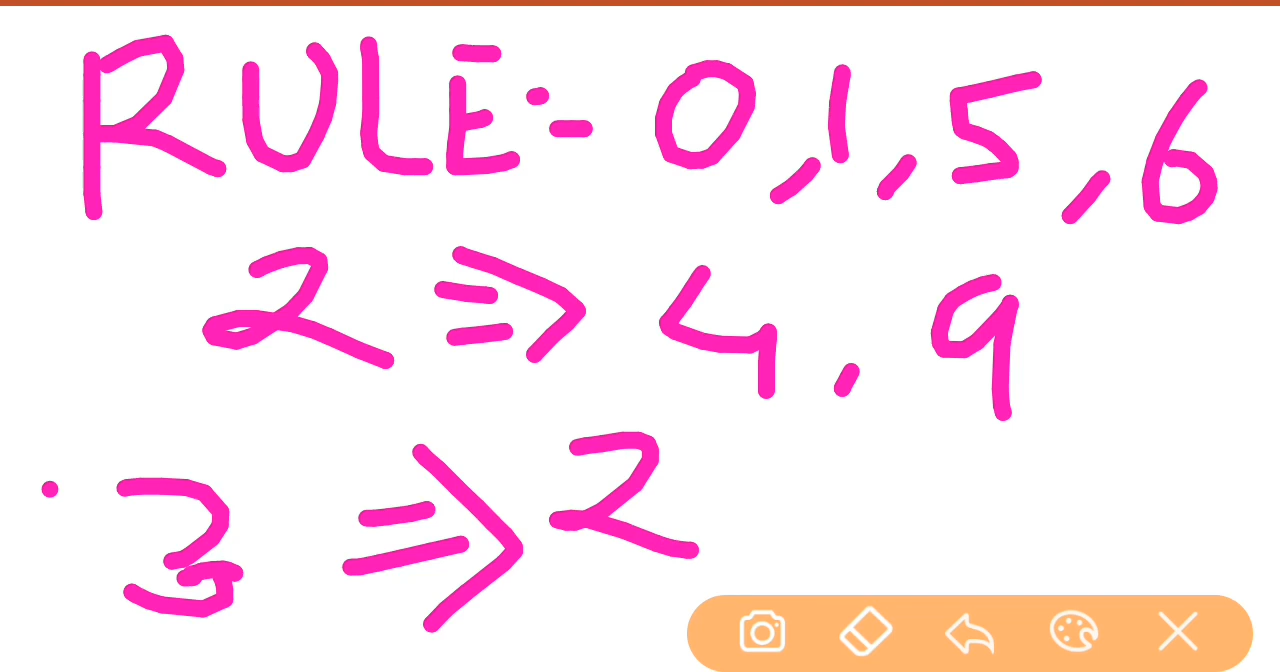 RULE:- 0, 1, 5, 6
2 ⇒ 4, 9
3 ⇒ 2